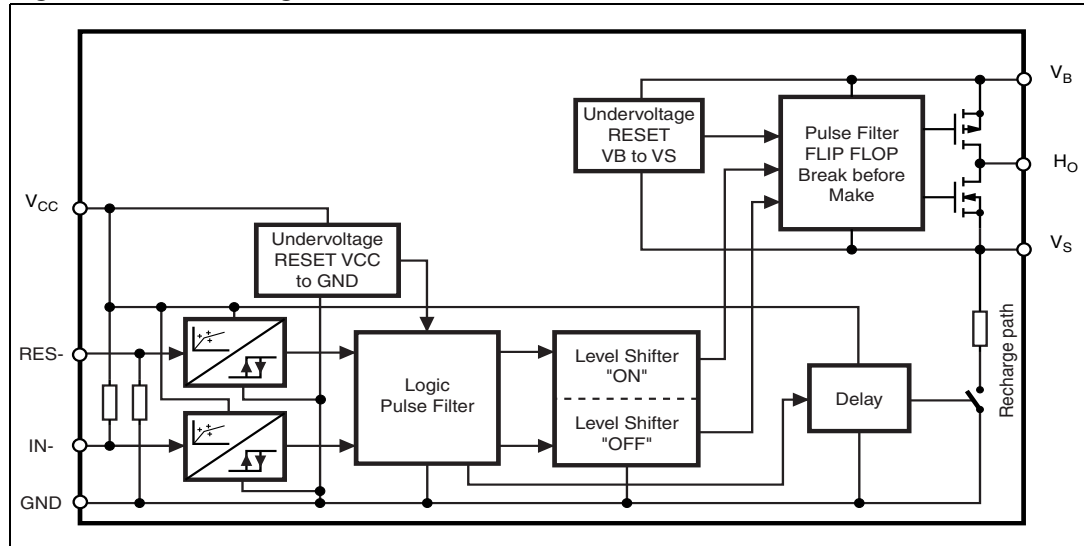 VB
Undervoltage
RESET
VB to VS
Pulse Filter
FLIP FLOP
Break before
Make
HO
VCC
Undervoltage
RESET VCC
to GND
VS
RES-
Logic
Pulse Filter
Level Shifter
"ON"
Level Shifter
"OFF"
Delay
Recharge path
IN-
GND